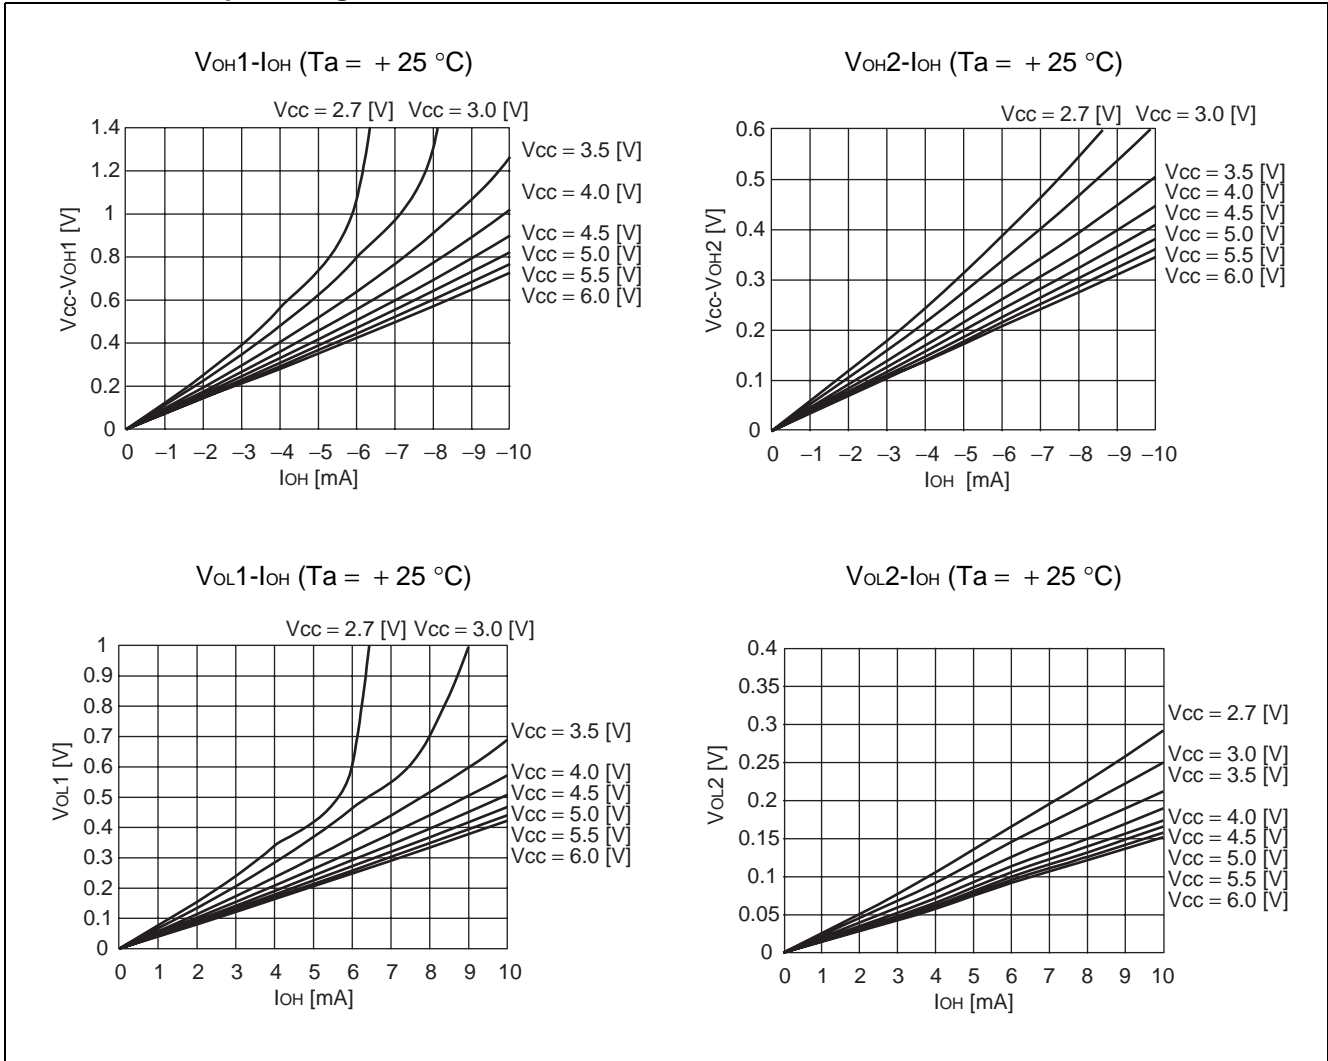 VOH1-IOH (Ta = + 25 °C)
Vcc = 2.7 [V] Vcc = 3.0 [V]
1.4
1.2
1
0.8
0.6
0.4
0.2
0
Vcc-VOH1 [V]
Vcc = 3.5 [V]
Vcc = 4.0 [V]
Vcc = 4.5 [V]
Vcc = 5.0 [V]
Vcc = 5.5 [V]
Vcc = 6.0 [V]
0 –1 –2 –3 –4 –5 –6 –7 –8 –9 –10
IOH [mA]
VOH2-IOH (Ta = + 25 °C)
Vcc = 2.7 [V] Vcc = 3.0 [V]
0.6
0.5
0.4
0.3
0.2
0.1
0
Vcc-VOH2 [V]
Vcc = 3.5 [V]
Vcc = 4.0 [V]
Vcc = 4.5 [V]
Vcc = 5.0 [V]
Vcc = 5.5 [V]
Vcc = 6.0 [V]
0 –1 –2 –3 –4 –5 –6 –7 –8 –9 –10
IOH [mA]
VOL1-IOH (Ta = + 25 °C)
Vcc = 2.7 [V] Vcc = 3.0 [V]
1
0.9
0.8
0.7
0.6
0.5
0.4
0.3
0.2
0.1
0
VOL1 [V]
Vcc = 3.5 [V]
Vcc = 4.0 [V]
Vcc = 4.5 [V]
Vcc = 5.0 [V]
Vcc = 5.5 [V]
Vcc = 6.0 [V]
0 1 2 3 4 5 6 7 8 9 10
IOH [mA]
VOL2-IOH (Ta = + 25 °C)
0.4
0.35
0.3
0.25
0.2
0.15
0.1
0.05
0
VOL2 [V]
Vcc = 2.7 [V]
Vcc = 3.0 [V]
Vcc = 3.5 [V]
Vcc = 4.0 [V]
Vcc = 4.5 [V]
Vcc = 5.0 [V]
Vcc = 5.5 [V]
Vcc = 6.0 [V]
0 1 2 3 4 5 6 7 8 9 10
IOH [mA]